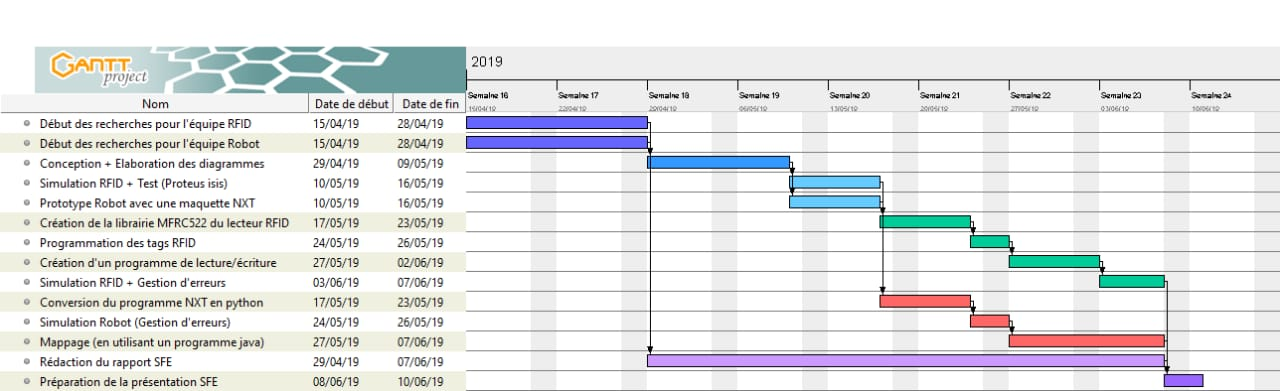 GANTT
project
2019
Semaine 16 Semaine 17 Semaine 18 Semaine 19 Semaine 20 Semaine 21 Semaine 22 Semaine 23 Semaine 24
15/04/19 22/04/19 29/04/19 06/05/19 13/05/19 20/05/19 27/05/19 03/06/19 10/06/19
Nom Date de début Date de fin
Début des recherches pour l'équipe RFID 15/04/19 28/04/19
Début des recherches pour l'équipe Robot 15/04/19 28/04/19
Conception + Elaboration des diagrammes 29/04/19 09/05/19
Simulation RFID + Test (Proteus isis) 10/05/19 16/05/19
Prototype Robot avec une maquette NXT 10/05/19 16/05/19
Création de la librairie MFRC522 du lecteur RFID 17/05/19 23/05/19
Programmation des tags RFID 24/05/19 26/05/19
Création d'un programme de lecture/écriture 27/05/19 02/06/19
Simulation RFID + Gestion d'erreurs 03/06/19 07/06/19
Conversion du programme NXT en python 17/05/19 23/05/19
Simulation Robot (Gestion d'erreurs) 24/05/19 26/05/19
Mappage (en utilisant un programme java) 27/05/19 07/06/19
Rédaction du rapport SFE 29/04/19 07/06/19
Préparation de la présentation SFE 08/06/19 10/06/19